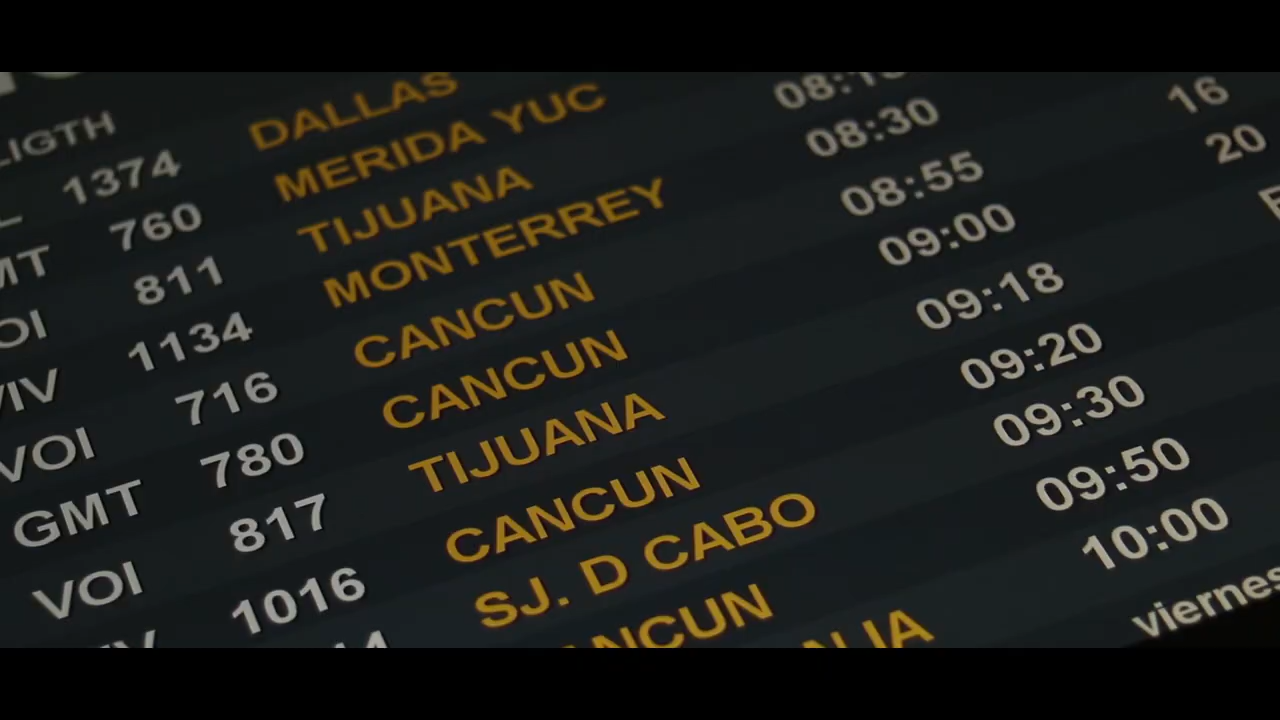 1374 DALLAS
760 MERIDA YUC
811 TIJUANA
VIV 1134 MONTERREY 08:30
VOI 716 CANCUN 08:55 16
GMT 780 CANCUN 09:00 20
VOI 817 TIJUANA 09:18
1016 CANCUN 09:20
SJ. D CABO 09:30
CANCUN 09:50
10:00
viernes